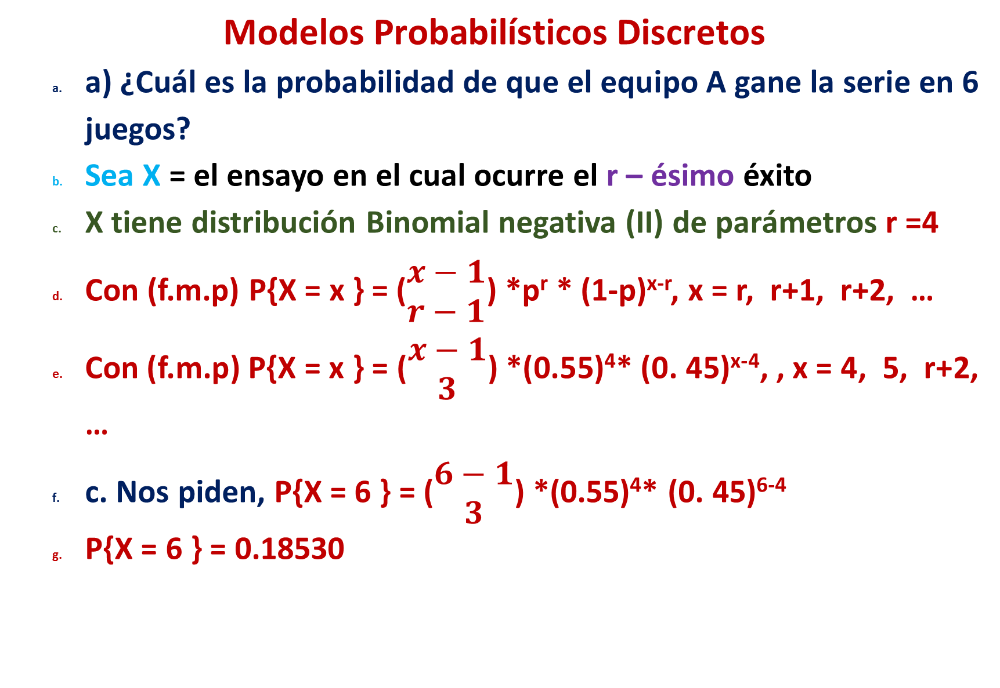 Modelos Probabilísticos Discretos
a. a) ¿Cuál es la probabilidad de que el equipo A gane la serie en 6
juegos?
b. Sea X = el ensayo en el cual ocurre el r – ésimo éxito
c. X tiene distribución Binomial negativa (II) de parámetros r =4
d. Con (f.m.p) P{X = x } = (x − 1 r − 1) *pʳ * (1-p)ˣ⁻ʳ, x = r, r+1, r+2, …
e. Con (f.m.p) P{X = x } = (x − 1 3) *(0.55)⁴* (0. 45)ˣ⁻⁴, , x = 4, 5, r+2,
…
f. c. Nos piden, P{X = 6 } = (6 − 1 3) *(0.55)⁴* (0. 45)⁶⁻⁴
g. P{X = 6 } = 0.18530